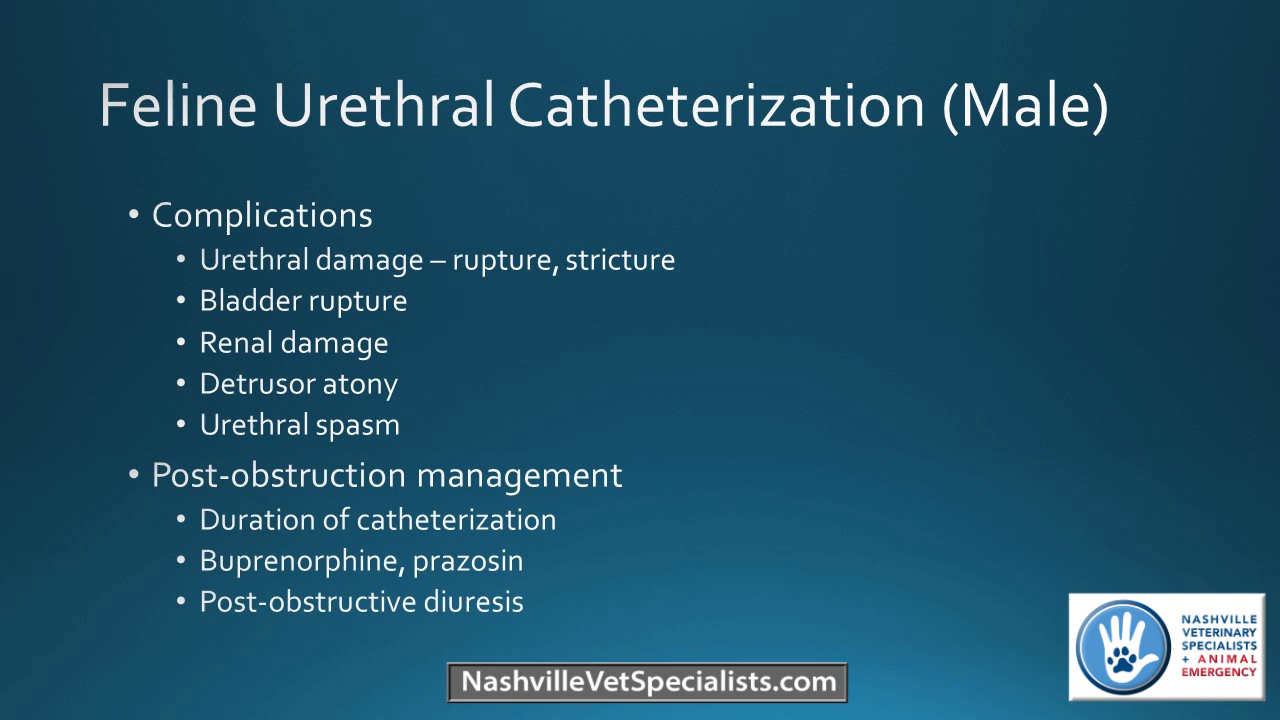 Feline Urethral Catheterization (Male)
• Complications
• Urethral damage – rupture, stricture
• Bladder rupture
• Renal damage
• Detrusor atony
• Urethral spasm
• Post-obstruction management
• Duration of catheterization
• Buprenorphine, prazosin
• Post-obstructive diuresis
NASHVILLE
VETERINARY
SPECIALISTS
+ ANIMAL
EMERGENCY
NashvilleVetSpecialists.com